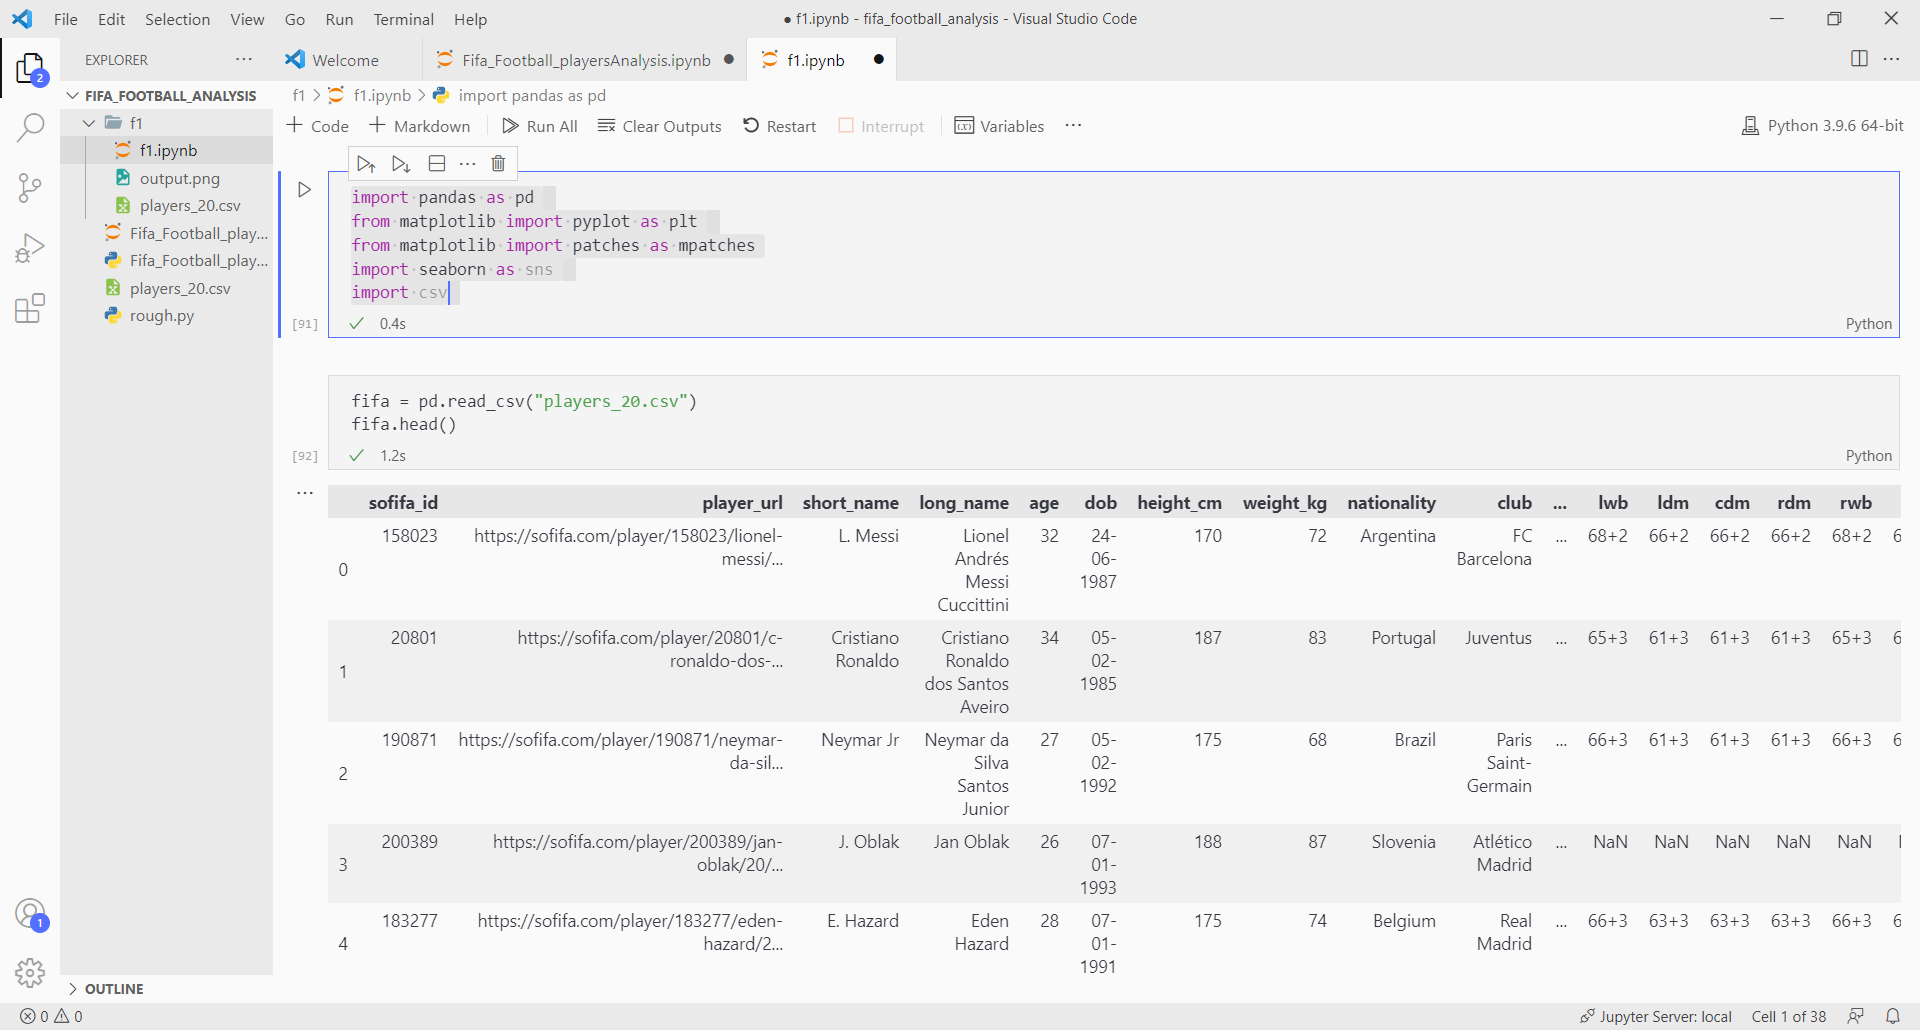 File Edit Selection View Go Run Terminal Help
● f1.ipynb - fifa_football_analysis - Visual Studio Code
EXPLORER ···
Welcome
Fifa_Football_playersAnalysis.ipynb ●
f1.ipynb ●
FIFA_FOOTBALL_ANALYSIS
f1
f1.ipynb
output.png
players_20.csv
Fifa_Football_play...
Fifa_Football_play...
players_20.csv
rough.py
OUTLINE
2
1
f1 > f1.ipynb > import pandas as pd
+ Code + Markdown Run All Clear Outputs Restart Interrupt Variables ···
Python 3.9.6 64-bit
import·pandas·as·pd
from·matplotlib·import·pyplot·as·plt
from·matplotlib·import·patches·as·mpatches
import·seaborn·as·sns
import·csv
[91] ✓ 0.4s Python
fifa = pd.read_csv("players_20.csv")
fifa.head()
[92] ✓ 1.2s Python
sofifa_id player_url short_name long_name age dob height_cm weight_kg nationality club ... lwb ldm cdm rdm rwb
0 158023 https://sofifa.com/player/158023/lionel-messi/... L. Messi Lionel Andrés Messi Cuccittini 32 24-06-1987 170 72 Argentina FC Barcelona ... 68+2 66+2 66+2 66+2 68+2 6
1 20801 https://sofifa.com/player/20801/c-ronaldo-dos-... Cristiano Ronaldo Cristiano Ronaldo dos Santos Aveiro 34 05-02-1985 187 83 Portugal Juventus ... 65+3 61+3 61+3 61+3 65+3 6
2 190871 https://sofifa.com/player/190871/neymar-da-sil... Neymar Jr Neymar da Silva Santos Junior 27 05-02-1992 175 68 Brazil Paris Saint-Germain ... 66+3 61+3 61+3 61+3 66+3 6
3 200389 https://sofifa.com/player/200389/jan-oblak/20/... J. Oblak Jan Oblak 26 07-01-1993 188 87 Slovenia Atlético Madrid ... NaN NaN NaN NaN NaN
4 183277 https://sofifa.com/player/183277/eden-hazard/2... E. Hazard Eden Hazard 28 07-01-1991 175 74 Belgium Real Madrid ... 66+3 63+3 63+3 63+3 66+3 6
0 0
Jupyter Server: local Cell 1 of 38